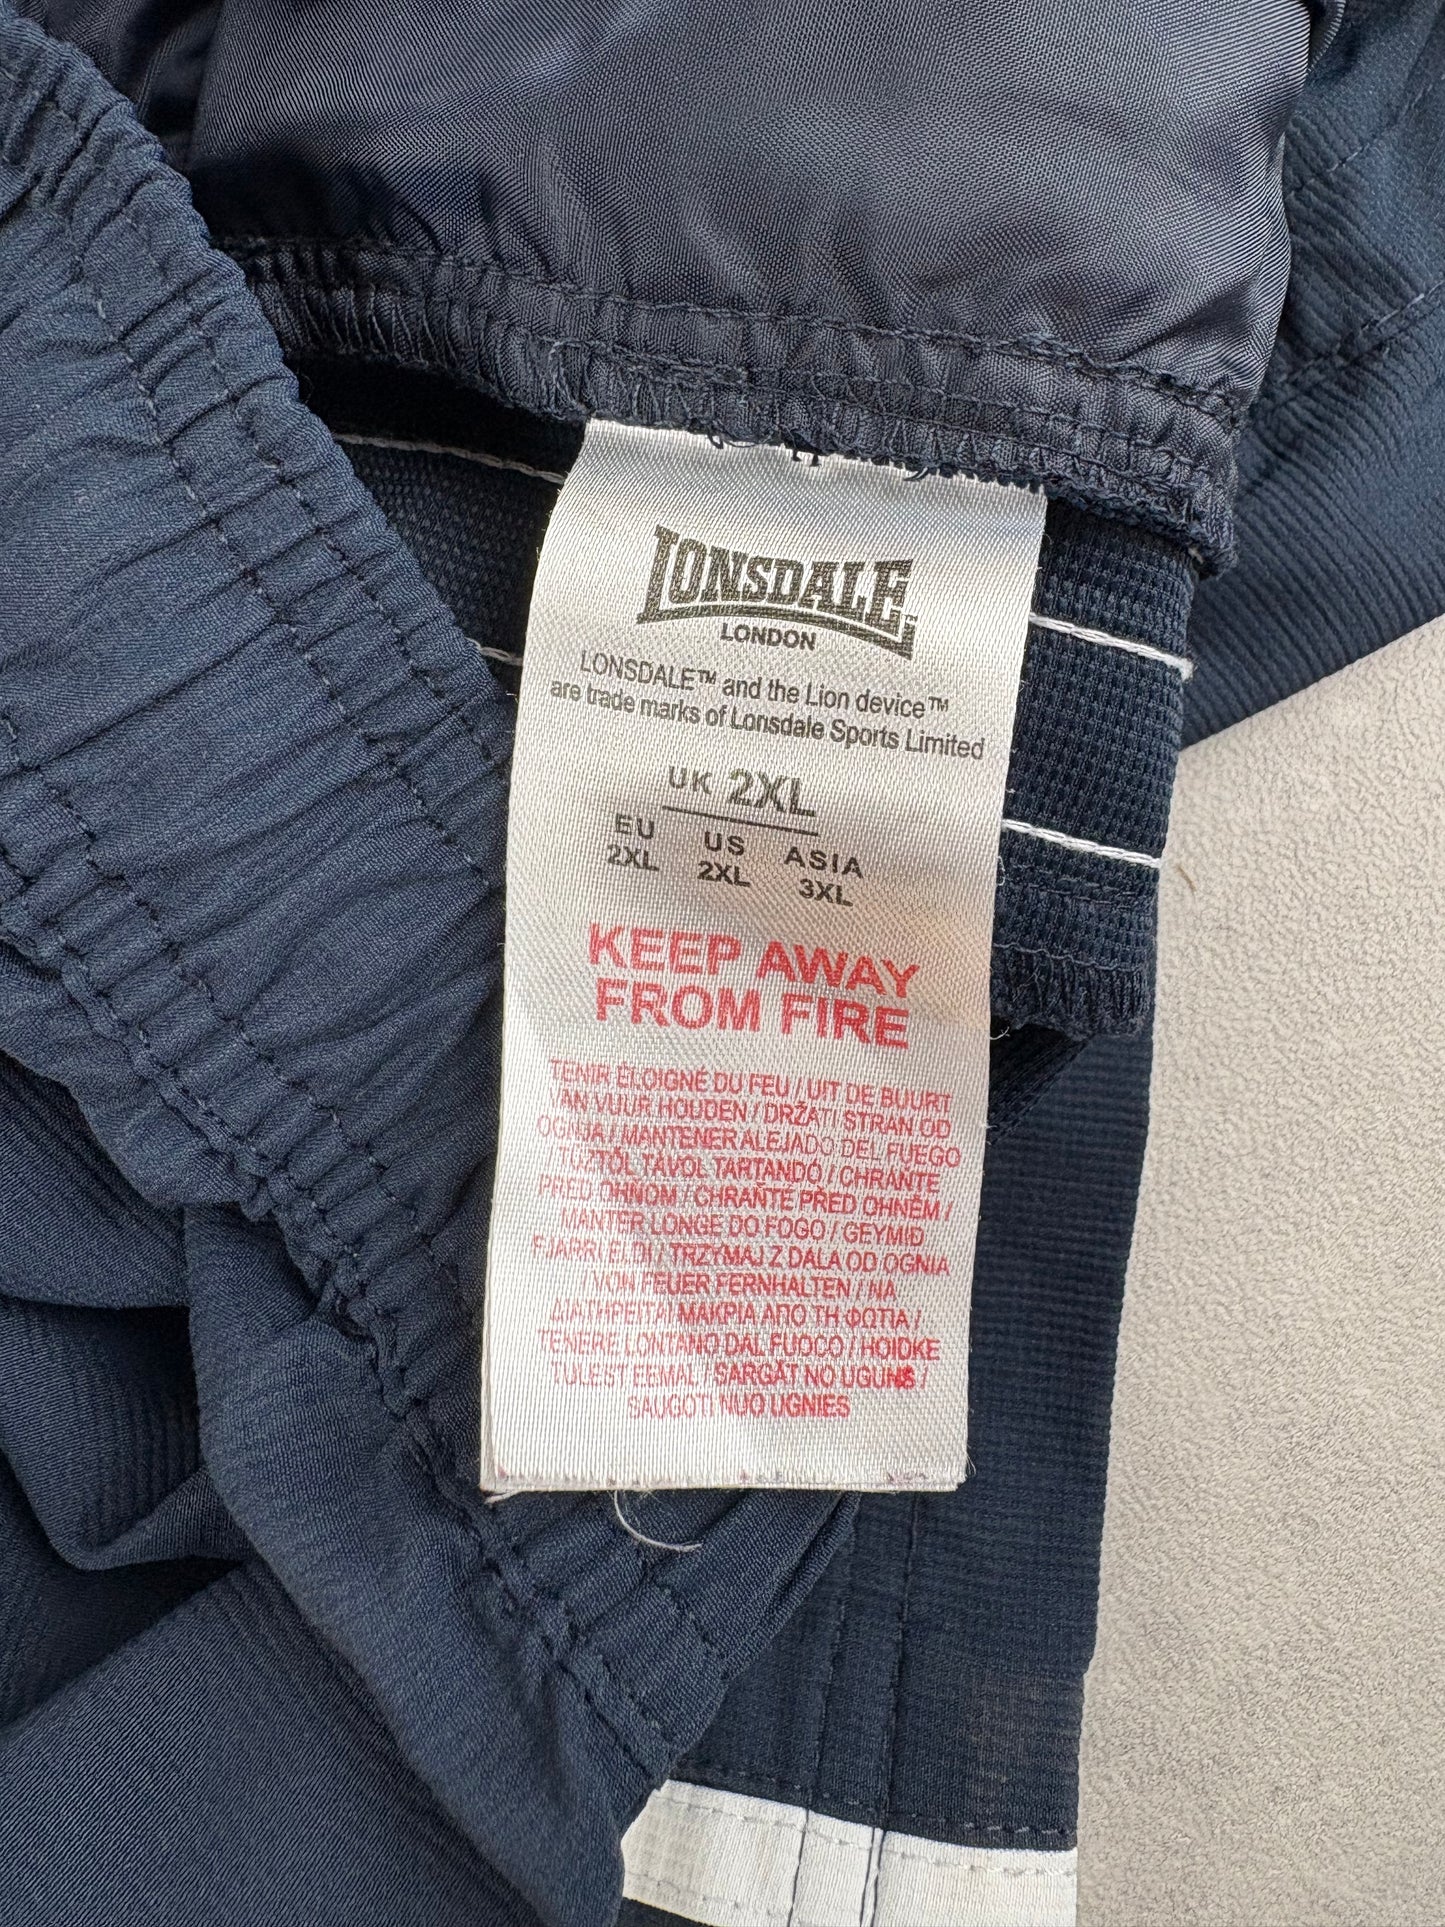 LONSDALE™
LONDON
LONSDALE™ and the Lion device™
are trade marks of Lonsdale Sports Limited
UK 2XL
EU US ASIA
2XL 2XL 3XL
KEEP AWAY
FROM FIRE
TENIR ÉLOIGNÉ DU FEU / UIT DE BUURT
VAN VUUR HOUDEN / DRŽATI STRAN OD
OGNJA / MANTENER ALEJADO DEL FUEGO
/ TŰZTŐL TÁVOL TARTANDÓ / CHRÁŇTE
PRED OHŇOM / CHRAŇTE PŘED OHNĚM /
MANTER LONGE DO FOGO / GEYMIÐ
FJARRI ELDI / TRZYMAJ Z DALA OD OGNIA
/ VON FEUER FERNHALTEN / ΝΑ
ΔΙΑΤΗΡΕΙΤΑΙ ΜΑΚΡΙΑ ΑΠΟ ΤΗ ΦΩΤΙΑ /
TENERE LONTANO DAL FUOCO / HOIDKE
TULEST EEMAL / SARGĀT NO UGUNS /
SAUGOTI NUO UGNIES